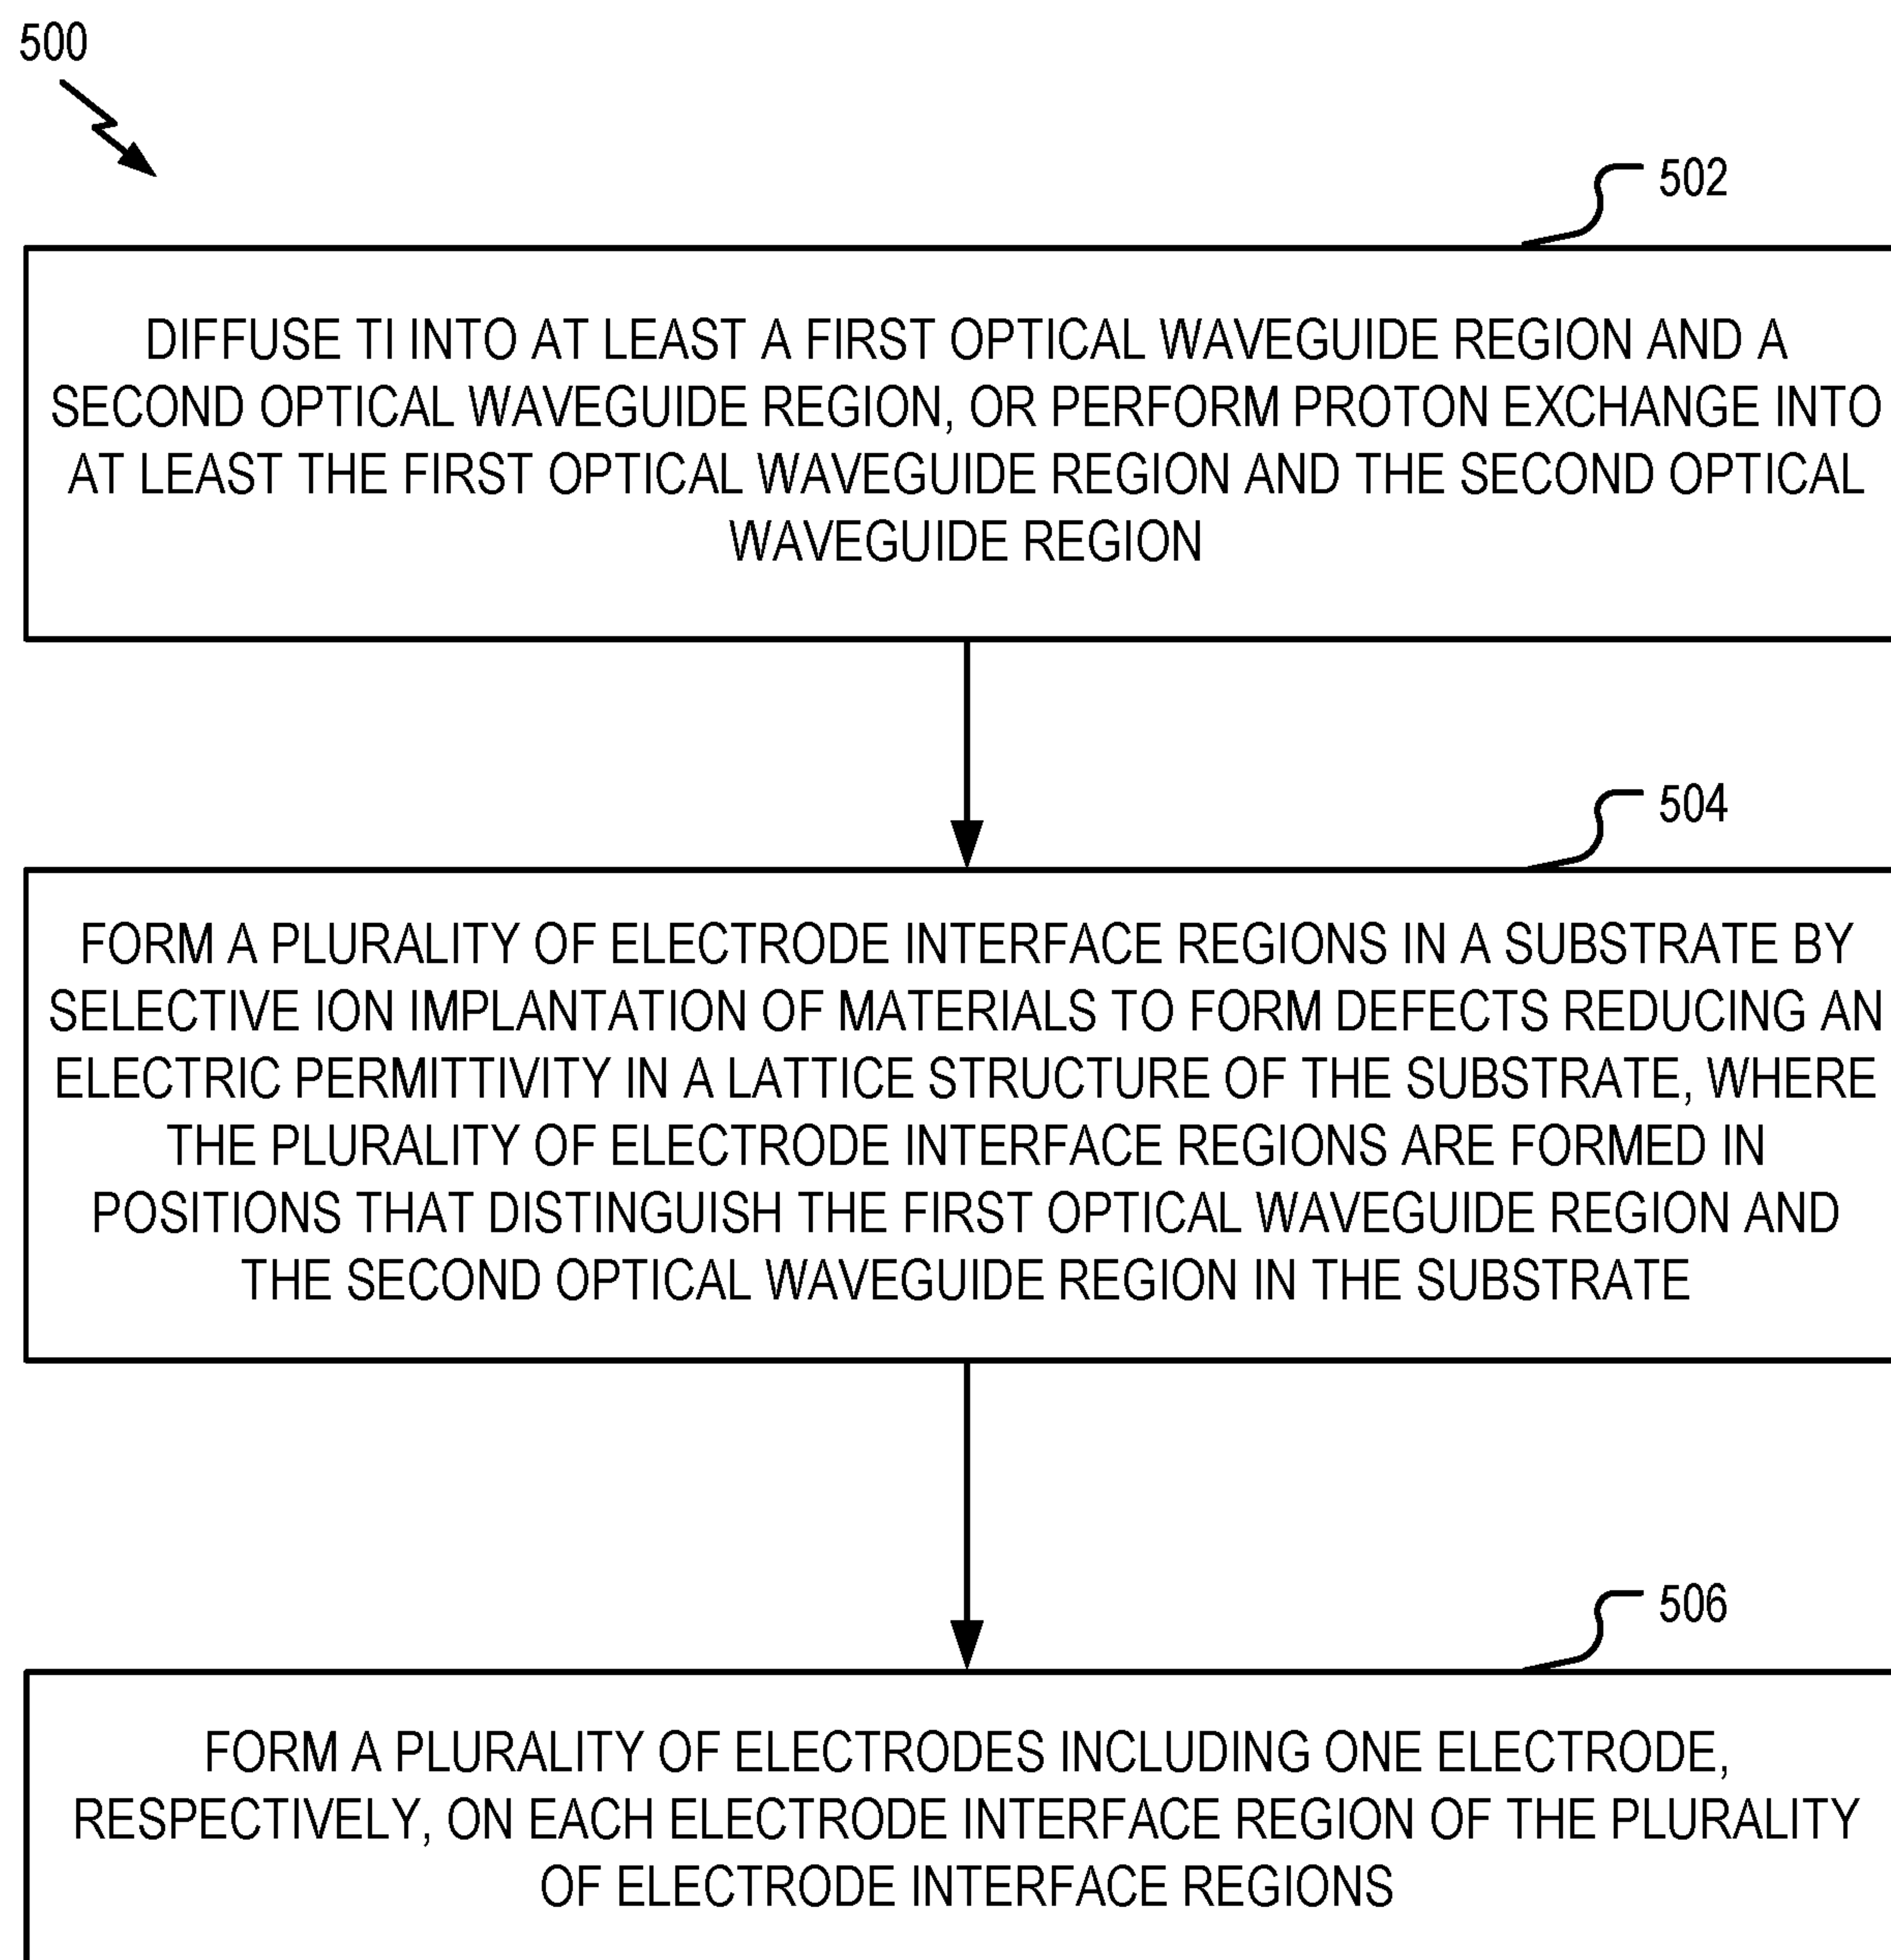 500
502
DIFFUSE TI INTO AT LEAST A FIRST OPTICAL WAVEGUIDE REGION AND A
SECOND OPTICAL WAVEGUIDE REGION, OR PERFORM PROTON EXCHANGE INTO
AT LEAST THE FIRST OPTICAL WAVEGUIDE REGION AND THE SECOND OPTICAL
WAVEGUIDE REGION
504
FORM A PLURALITY OF ELECTRODE INTERFACE REGIONS IN A SUBSTRATE BY
SELECTIVE ION IMPLANTATION OF MATERIALS TO FORM DEFECTS REDUCING AN
ELECTRIC PERMITTIVITY IN A LATTICE STRUCTURE OF THE SUBSTRATE, WHERE
THE PLURALITY OF ELECTRODE INTERFACE REGIONS ARE FORMED IN
POSITIONS THAT DISTINGUISH THE FIRST OPTICAL WAVEGUIDE REGION AND
THE SECOND OPTICAL WAVEGUIDE REGION IN THE SUBSTRATE
506
FORM A PLURALITY OF ELECTRODES INCLUDING ONE ELECTRODE,
RESPECTIVELY, ON EACH ELECTRODE INTERFACE REGION OF THE PLURALITY
OF ELECTRODE INTERFACE REGIONS